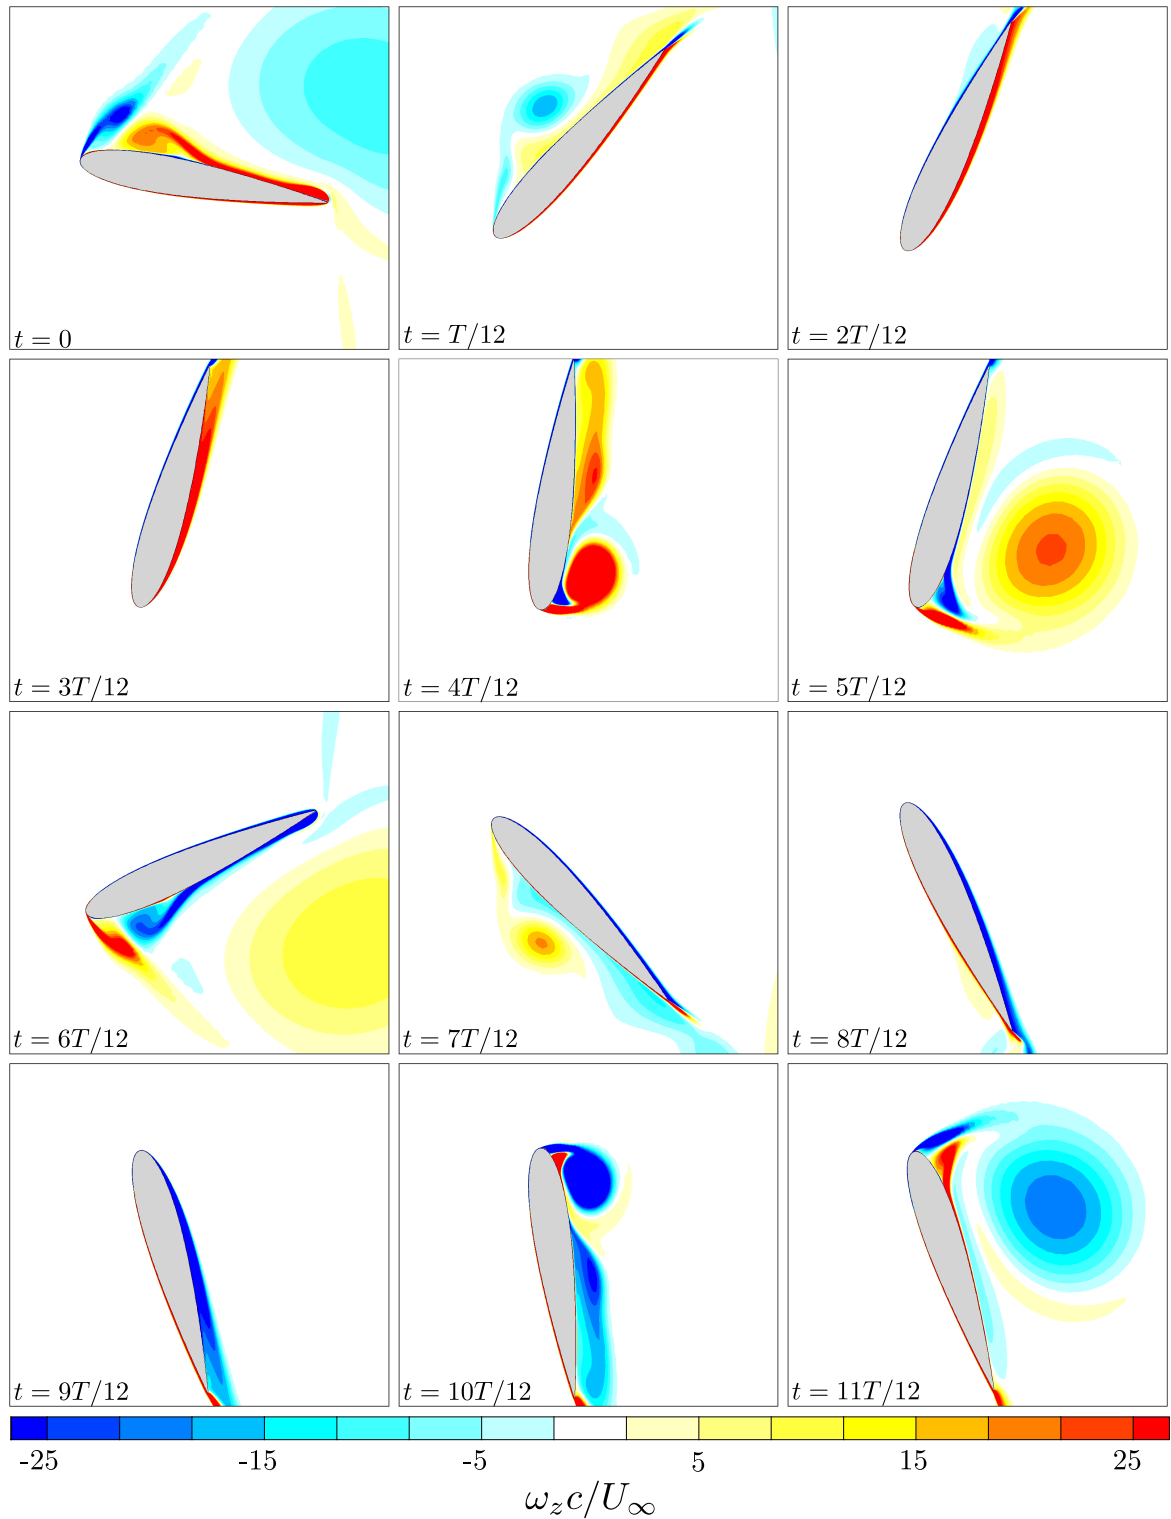 t = 0
t = T/12
t = 2T/12
t = 3T/12
t = 4T/12
t = 5T/12
t = 6T/12
t = 7T/12
t = 8T/12
t = 9T/12
t = 10T/12
t = 11T/12
-25 -15 -5 5 15 25
ω_z c/U_∞